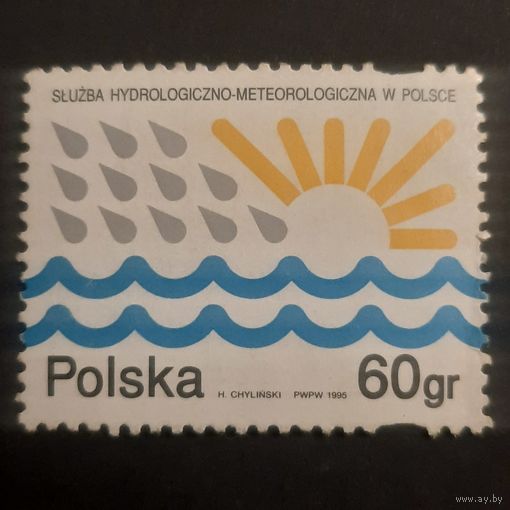 SŁUŻBA HYDROLOGICZNO-METEOROLOGICZNA W POLSCE
Polska H. CHYLIŃSKI PWPW 1995 60gr
www.ay.by